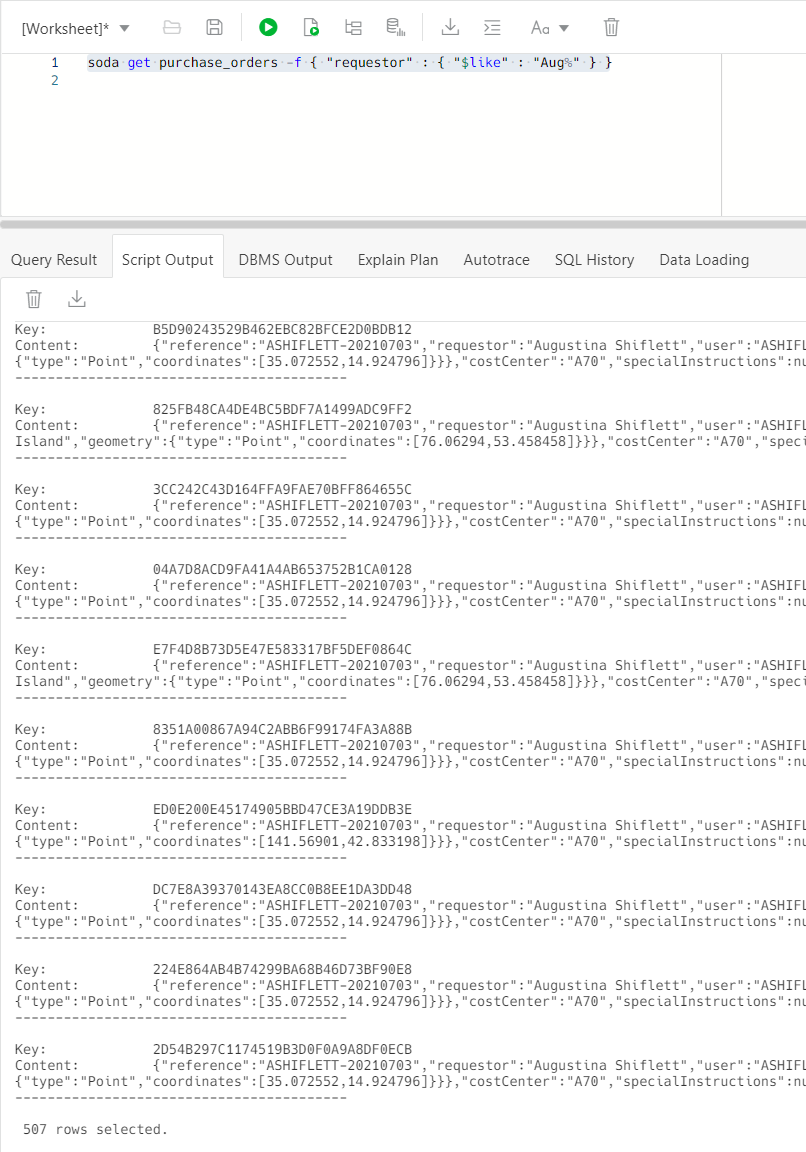 [Worksheet]* Aa
1 soda get purchase_orders -f { "requestor" : { "$like" : "Aug%" } }
2
Query Result Script Output DBMS Output Explain Plan Autotrace SQL History Data Loading
Key: B5D90243529B462EBC82BFCE2D0BDB12
Content: {"reference":"ASHIFLETT-20210703","requestor":"Augustina Shiflett","user":"ASHIFL
{"type":"Point","coordinates":[35.072552,14.924796]}}},"costCenter":"A70","specialInstructions":nu
-----------------------------------------
Key: 825FB48CA4DE4BC5BDF7A1499ADC9FF2
Content: {"reference":"ASHIFLETT-20210703","requestor":"Augustina Shiflett","user":"ASHIFL
Island","geometry":{"type":"Point","coordinates":[76.06294,53.458458]}}},"costCenter":"A70","spec
-----------------------------------------
Key: 3CC242C43D164FFA9FAE70BFF864655C
Content: {"reference":"ASHIFLETT-20210703","requestor":"Augustina Shiflett","user":"ASHIFL
{"type":"Point","coordinates":[35.072552,14.924796]}}},"costCenter":"A70","specialInstructions":nu
-----------------------------------------
Key: 04A7D8ACD9FA41A4AB653752B1CA0128
Content: {"reference":"ASHIFLETT-20210703","requestor":"Augustina Shiflett","user":"ASHIFL
{"type":"Point","coordinates":[35.072552,14.924796]}}},"costCenter":"A70","specialInstructions":nu
-----------------------------------------
Key: E7F4D8B73D5E47E583317BF5DEF0864C
Content: {"reference":"ASHIFLETT-20210703","requestor":"Augustina Shiflett","user":"ASHIFL
Island","geometry":{"type":"Point","coordinates":[76.06294,53.458458]}}},"costCenter":"A70","spec
-----------------------------------------
Key: 8351A00867A94C2ABB6F99174FA3A88B
Content: {"reference":"ASHIFLETT-20210703","requestor":"Augustina Shiflett","user":"ASHIFL
{"type":"Point","coordinates":[35.072552,14.924796]}}},"costCenter":"A70","specialInstructions":nu
-----------------------------------------
Key: ED0E200E45174905BBD47CE3A19DDB3E
Content: {"reference":"ASHIFLETT-20210703","requestor":"Augustina Shiflett","user":"ASHIFL
{"type":"Point","coordinates":[141.56901,42.833198]}}},"costCenter":"A70","specialInstructions":nu
-----------------------------------------
Key: DC7E8A39370143EA8CC0B8EE1DA3DD48
Content: {"reference":"ASHIFLETT-20210703","requestor":"Augustina Shiflett","user":"ASHIFL
{"type":"Point","coordinates":[35.072552,14.924796]}}},"costCenter":"A70","specialInstructions":nu
-----------------------------------------
Key: 224E864AB4B74299BA68B46D73BF90E8
Content: {"reference":"ASHIFLETT-20210703","requestor":"Augustina Shiflett","user":"ASHIFL
{"type":"Point","coordinates":[35.072552,14.924796]}}},"costCenter":"A70","specialInstructions":nu
-----------------------------------------
Key: 2D54B297C1174519B3D0F0A9A8DF0ECB
Content: {"reference":"ASHIFLETT-20210703","requestor":"Augustina Shiflett","user":"ASHIFL
{"type":"Point","coordinates":[35.072552,14.924796]}}},"costCenter":"A70","specialInstructions":nu
-----------------------------------------
507 rows selected.